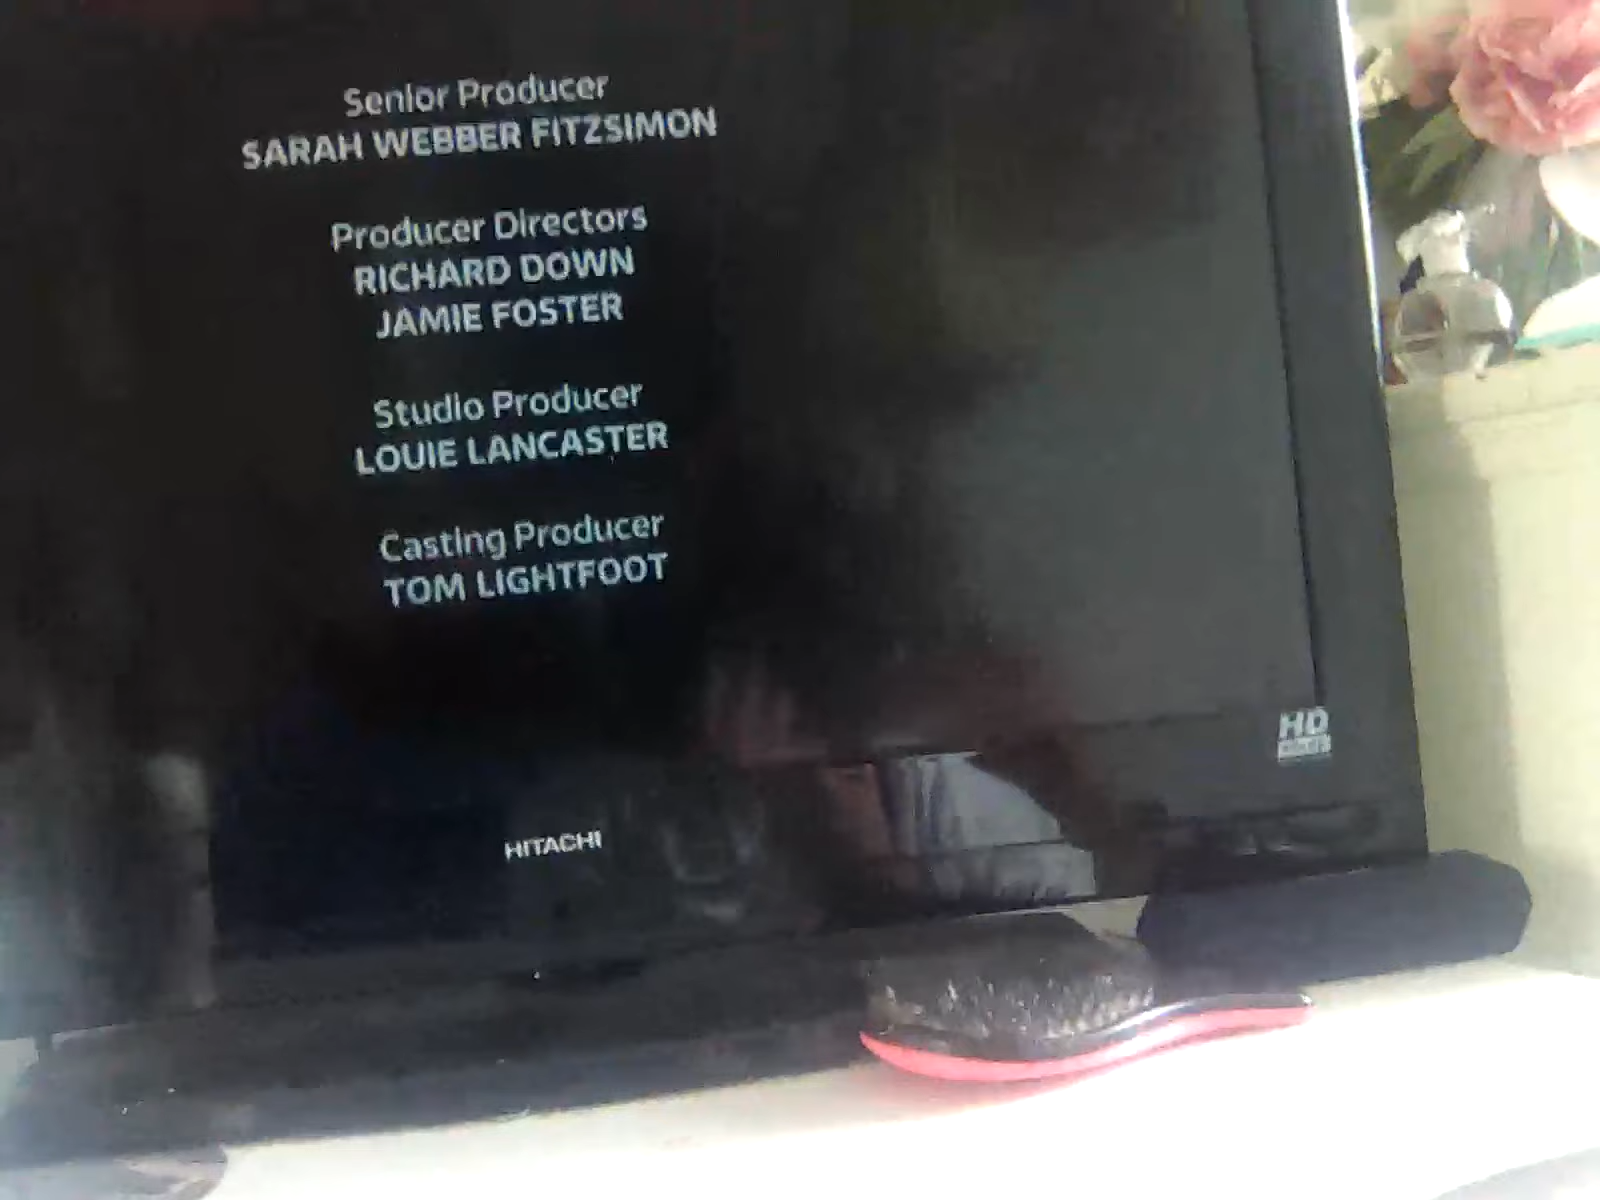 Senior Producer
SARAH WEBBER FITZSIMON
Producer Directors
RICHARD DOWN
JAMIE FOSTER
Studio Producer
LOUIE LANCASTER
Casting Producer
TOM LIGHTFOOT
HD
HITACHI